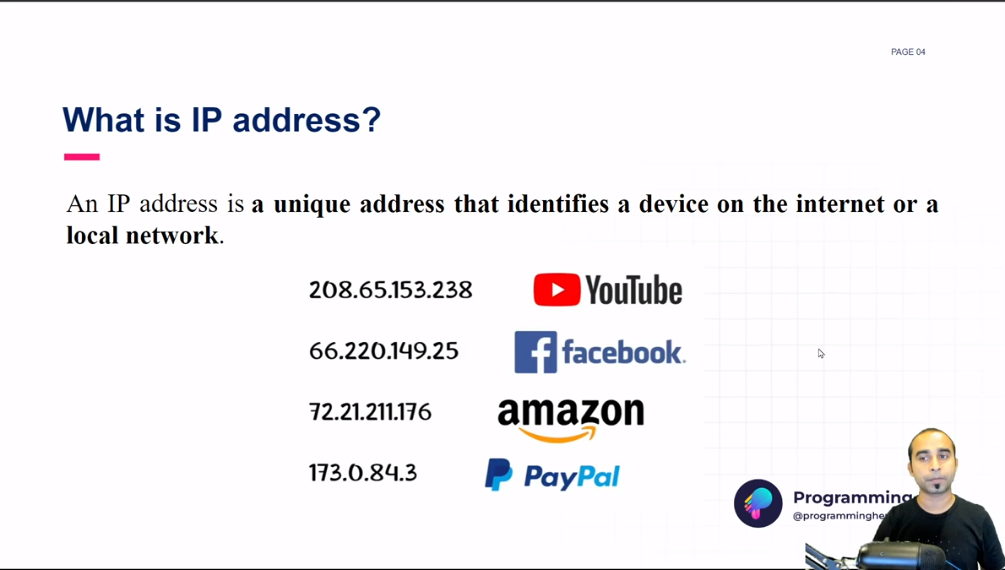 PAGE 04
What is IP address?
An IP address is a unique address that identifies a device on the internet or a
local network.
208.65.153.238 YouTube
66.220.149.25 facebook.
72.21.211.176 amazon
173.0.84.3 PayPal
Programming